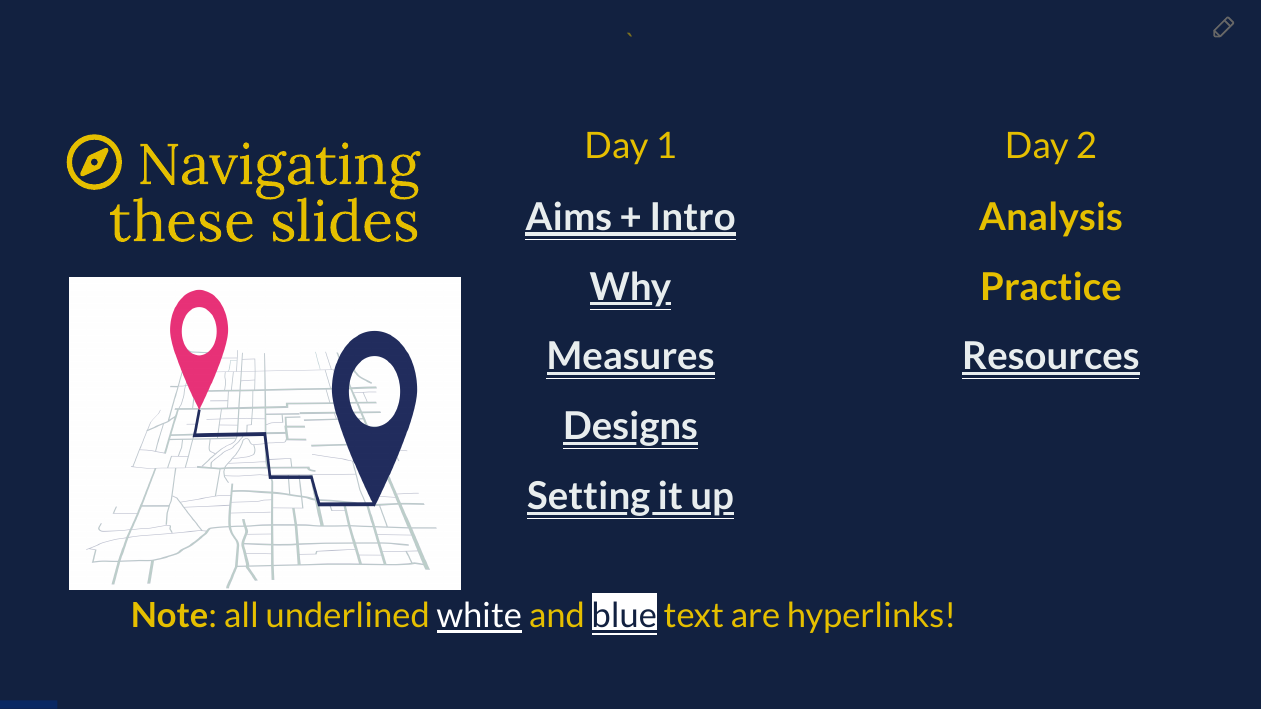 Navigating
these slides
Day 1
Aims + Intro
Why
Measures
Designs
Setting it up
Day 2
Analysis
Practice
Resources
Note: all underlined white and blue text are hyperlinks!